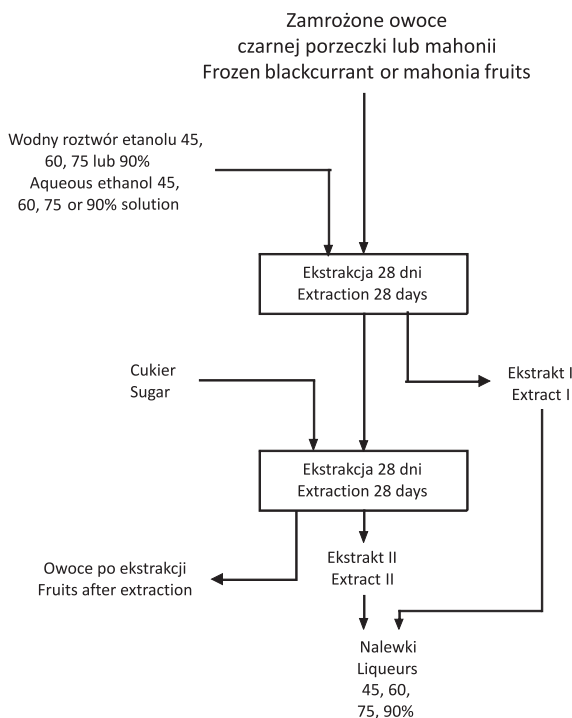 Zamrożone owoce
czarnej porzeczki lub mahonii
Frozen blackcurrant or mahonia fruits
Wodny roztwór etanolu 45,
60, 75 lub 90%
Aqueous ethanol 45,
60, 75 or 90% solution
Ekstrakcja 28 dni
Extraction 28 days
Cukier
Sugar
Ekstrakt I
Extract I
Ekstrakcja 28 dni
Extraction 28 days
Owoce po ekstrakcji
Fruits after extraction
Ekstrakt II
Extract II
Nalewki
Liqueurs
45, 60,
75, 90%